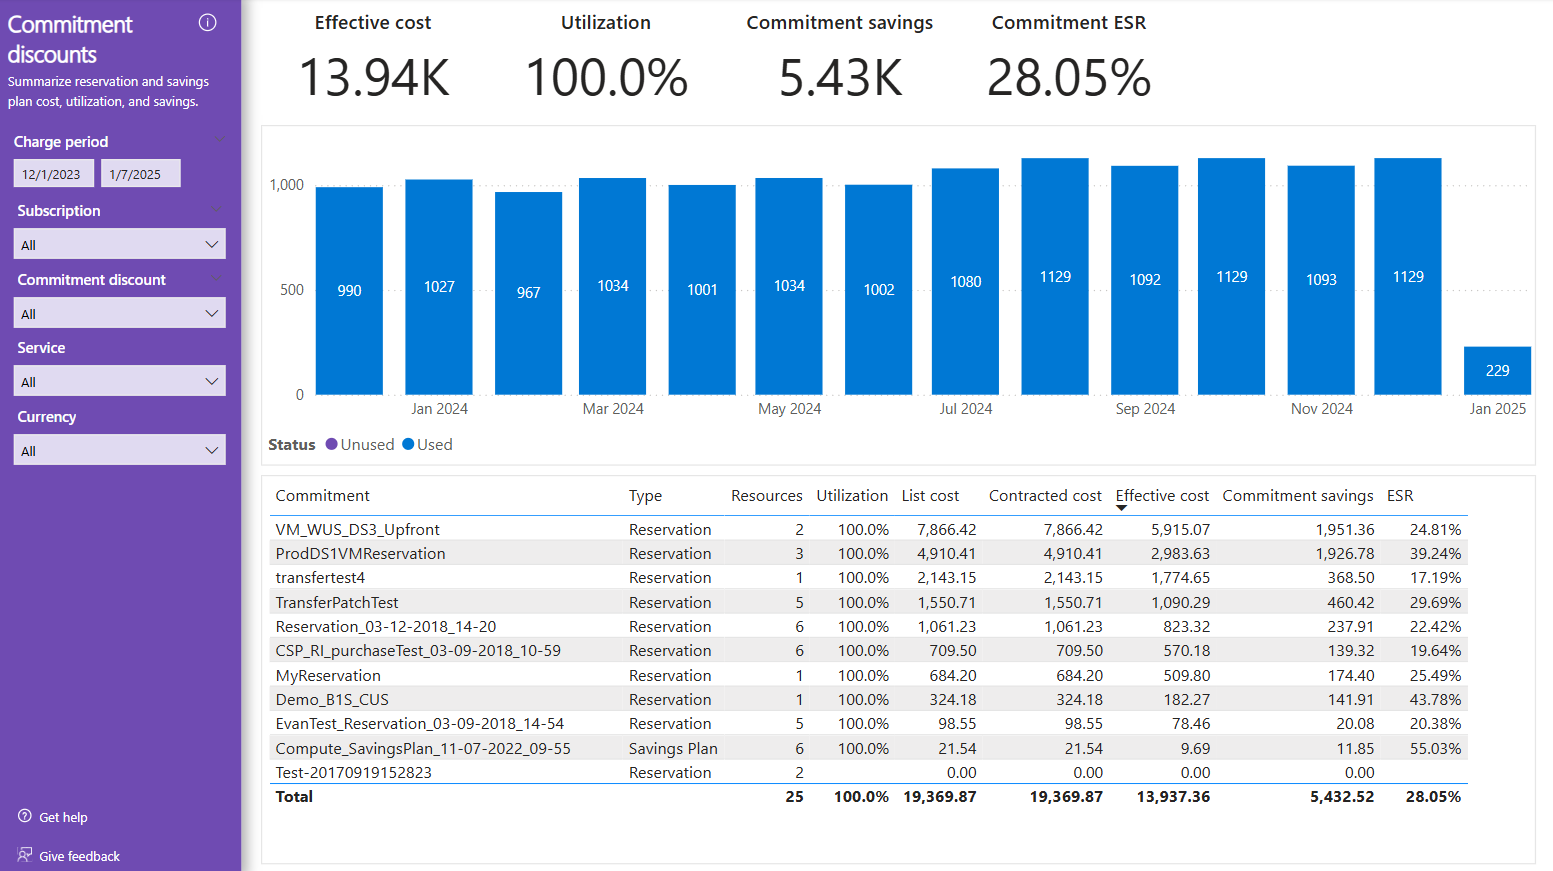 Commitment
discounts
Summarize reservation and savings
plan cost, utilization, and savings.
Charge period
12/1/2023 1/7/2025
Subscription
All
Commitment discount
All
Service
All
Currency
All
Get help
Give feedback
Effective cost Utilization Commitment savings Commitment ESR
13.94K 100.0% 5.43K 28.05%
1,000
500
0
990 1027 967 1034 1001 1034 1002 1080 1129 1092 1129 1093 1129 229
Jan 2024 Mar 2024 May 2024 Jul 2024 Sep 2024 Nov 2024 Jan 2025
Status Unused Used
Commitment Type Resources Utilization List cost Contracted cost Effective cost Commitment savings ESR
VM_WUS_DS3_Upfront Reservation 2 100.0% 7,866.42 7,866.42 5,915.07 1,951.36 24.81%
ProdDS1VMReservation Reservation 3 100.0% 4,910.41 4,910.41 2,983.63 1,926.78 39.24%
transfertest4 Reservation 1 100.0% 2,143.15 2,143.15 1,774.65 368.50 17.19%
TransferPatchTest Reservation 5 100.0% 1,550.71 1,550.71 1,090.29 460.42 29.69%
Reservation_03-12-2018_14-20 Reservation 6 100.0% 1,061.23 1,061.23 823.32 237.91 22.42%
CSP_RI_purchaseTest_03-09-2018_10-59 Reservation 6 100.0% 709.50 709.50 570.18 139.32 19.64%
MyReservation Reservation 1 100.0% 684.20 684.20 509.80 174.40 25.49%
Demo_B1S_CUS Reservation 1 100.0% 324.18 324.18 182.27 141.91 43.78%
EvanTest_Reservation_03-09-2018_14-54 Reservation 5 100.0% 98.55 98.55 78.46 20.08 20.38%
Compute_SavingsPlan_11-07-2022_09-55 Savings Plan 6 100.0% 21.54 21.54 9.69 11.85 55.03%
Test-20170919152823 Reservation 2 0.00 0.00 0.00 0.00
Total 25 100.0% 19,369.87 19,369.87 13,937.36 5,432.52 28.05%